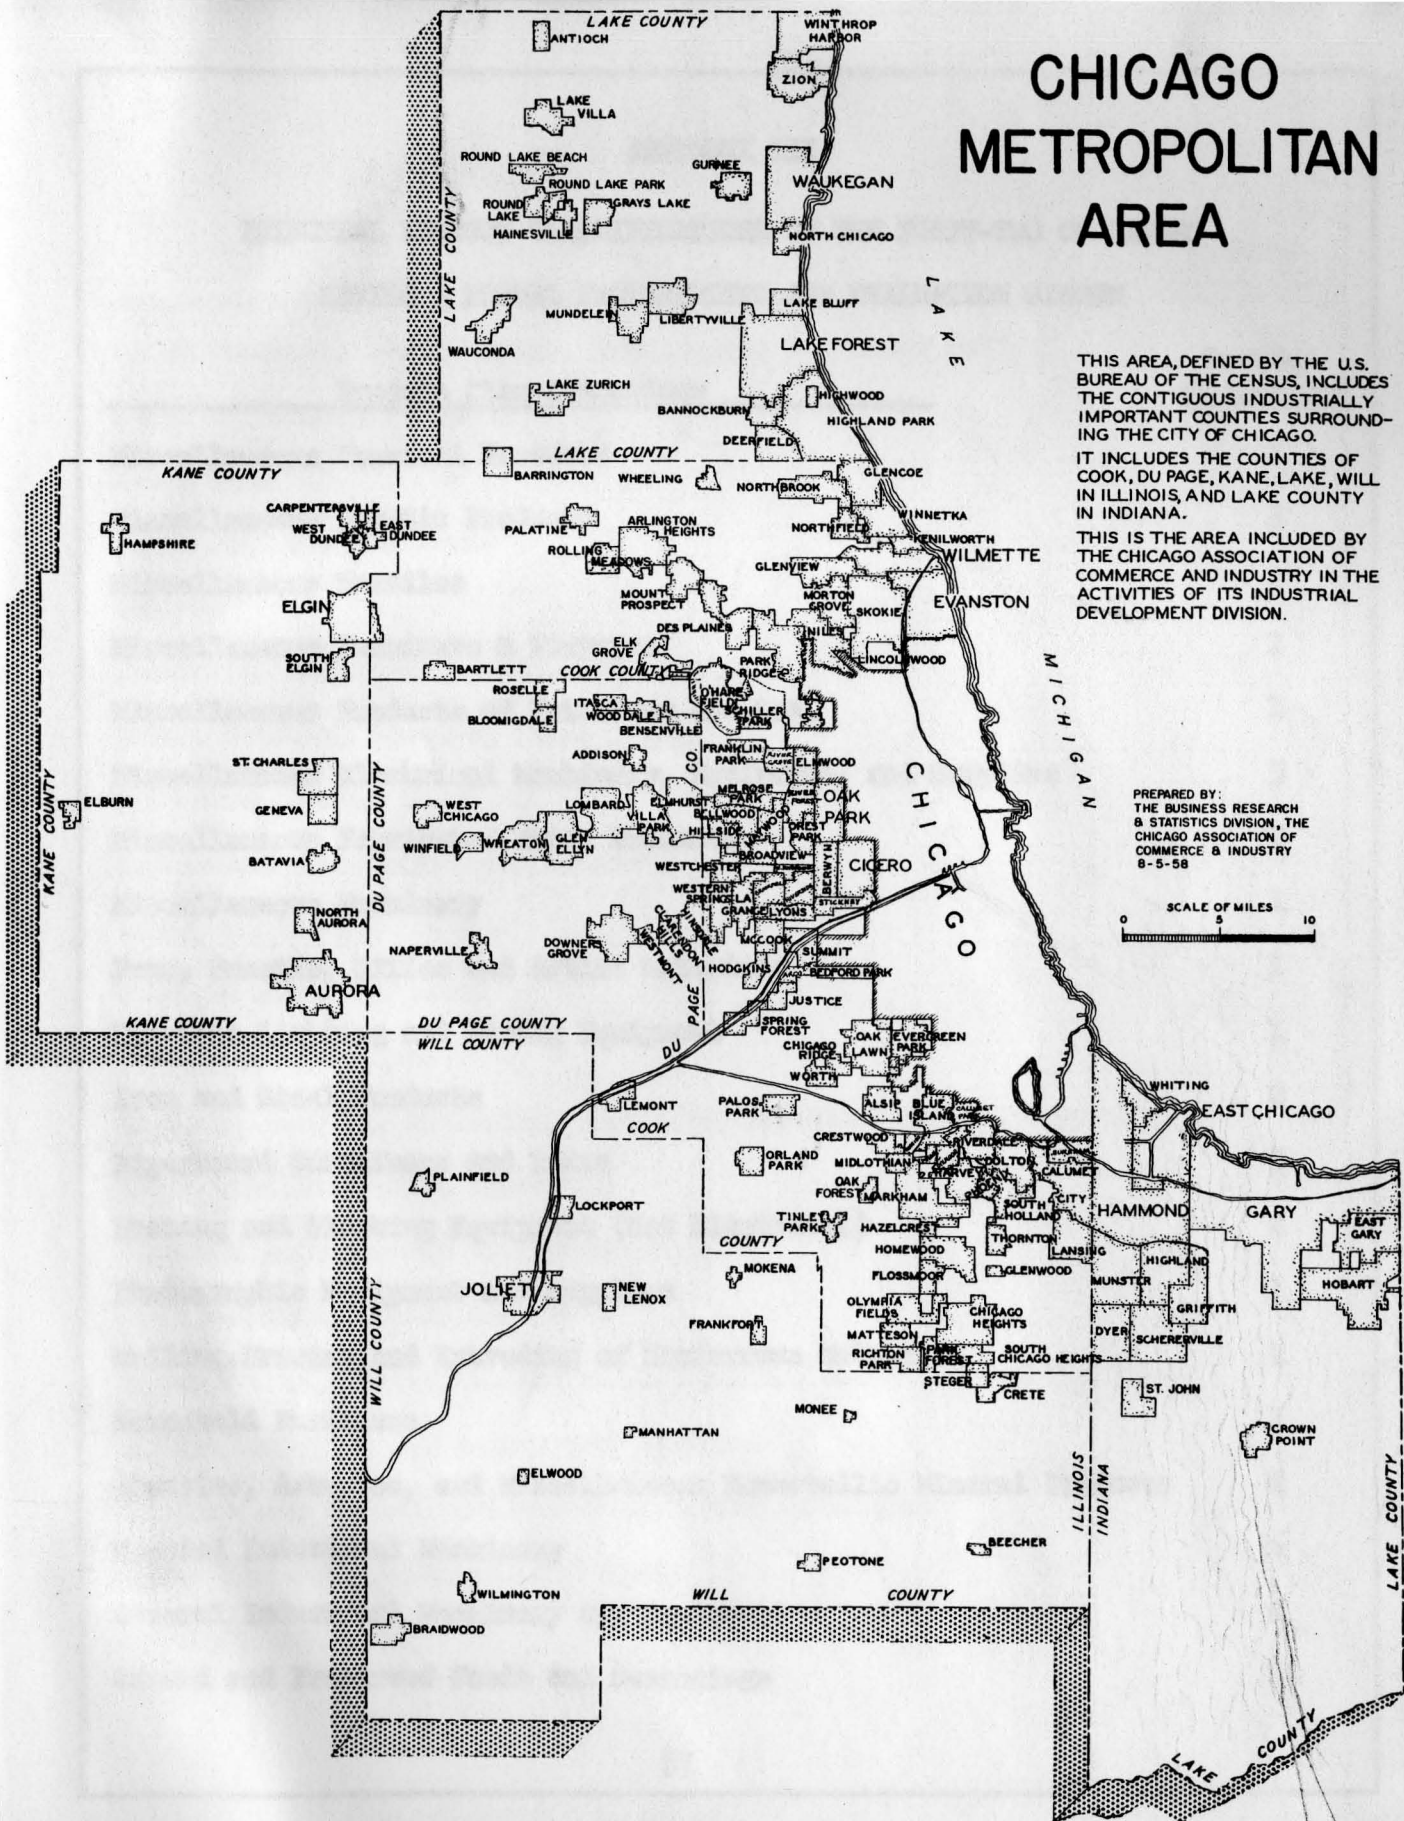 CHICAGO
METROPOLITAN
AREA
THIS AREA, DEFINED BY THE U.S.
BUREAU OF THE CENSUS, INCLUDES
THE CONTIGUOUS INDUSTRIALLY
IMPORTANT COUNTIES SURROUND-
ING THE CITY OF CHICAGO.
IT INCLUDES THE COUNTIES OF
COOK, DU PAGE, KANE, LAKE, WILL
IN ILLINOIS, AND LAKE COUNTY
IN INDIANA.
THIS IS THE AREA INCLUDED BY
THE CHICAGO ASSOCIATION OF
COMMERCE AND INDUSTRY IN THE
ACTIVITIES OF ITS INDUSTRIAL
DEVELOPMENT DIVISION.
PREPARED BY:
THE BUSINESS RESEARCH
& STATISTICS DIVISION, THE
CHICAGO ASSOCIATION OF
COMMERCE & INDUSTRY
8-5-58
SCALE OF MILES
0 5 10
LAKE COUNTY
ANTIOCH
WINTHROP
HARBOR
ZION
LAKE
VILLA
ROUND LAKE BEACH
ROUND LAKE PARK
ROUND
LAKE
GRAYS LAKE
HAINESVILLE
GURNEE
WAUKEGAN
NORTH CHICAGO
LAKE COUNTY
LAKE BLUFF
MUNDELEIN
LIBERTYVILLE
WAUCONDA
LAKE FOREST
LAKE ZURICH
HIGHWOOD
BANNOCKBURN
HIGHLAND PARK
DEERFIELD
LAKE
MICHIGAN
KANE COUNTY
LAKE COUNTY
BARRINGTON
WHEELING
NORTHBROOK
GLENCOE
CARPENTERSVILLE
WEST
DUNDEE
EAST
DUNDEE
HAMPSHIRE
PALATINE
ARLINGTON
HEIGHTS
ROLLING
MEADOWS
NORTHFIELD
WINNETKA
KENILWORTH
WILMETTE
GLENVIEW
MOUNT
PROSPECT
MORTON
GROVE
SKOKIE
EVANSTON
ELGIN
DES PLAINES
NILES
ELK
GROVE
PARK
RIDGE
LINCOLNWOOD
SOUTH
ELGIN
BARTLETT
COOK COUNTY
ROSELLE
BLOOMIGDALE
ITASCA
WOOD DALE
BENSENVILLE
O'HARE
FIELD
SCHILLER
PARK
ADDISON
FRANKLIN
PARK
RIVER
GROVE
ELMWOOD
ST. CHARLES
GENEVA
KANE COUNTY
ELBURN
DU PAGE COUNTY
WEST
CHICAGO
LOMBARD
VILLA
PARK
ELMHURST
MELROSE
PARK
RIVER
FOREST
OAK
PARK
BELLWOOD
HILLSIDE
FOREST
PARK
BATAVIA
WINFIELD
WHEATON
GLEN
ELLYN
BROADVIEW
WESTCHESTER
BERWYN
CICERO
CHICAGO
WESTERN
SPRINGS
LA
GRANGE
LYONS
STICKNEY
NORTH
AURORA
NAPERVILLE
DOWNERS
GROVE
HINSDALE
CLARENDON
HILLS
WESTMONT
MCCOOK
SUMMIT
HODGKINS
BEDFORD PARK
AURORA
JUSTICE
SPRING
FOREST
KANE COUNTY
DU PAGE COUNTY
WILL COUNTY
DU
PAGE
CO.
CHICAGO
RIDGE
OAK
LAWN
EVERGREEN
PARK
WORTH
LEMONT
PALOS
PARK
ALSIP
BLUE
ISLAND
CALUMET
PARK
WHITING
EAST CHICAGO
COOK
COUNTY
CRESTWOOD
RIVERDALE
MIDLOTHIAN
HARVEY
DOLTON
BURNHAM
CALUMET
CITY
ORLAND
PARK
PLAINFIELD
OAK
FOREST
MARKHAM
SOUTH
HOLLAND
HAMMOND
GARY
EAST
GARY
LOCKPORT
TINLEY
PARK
HAZELCREST
THORNTON
LANSING
HOMEWOOD
HIGHLAND
MOKENA
FLOSSMOOR
GLENWOOD
MUNSTER
HOBART
JOLIET
NEW
LENOX
OLYMPIA
FIELDS
CHICAGO
HEIGHTS
GRIFFITH
FRANKFORT
MATTESON
DYER
SCHERERVILLE
RICHTON
PARK
PARK
FOREST
SOUTH
CHICAGO HEIGHTS
STEGER
CRETE
ST. JOHN
WILL COUNTY
MONEE
MANHATTAN
CROWN
POINT
ELWOOD
ILLINOIS
INDIANA
LAKE COUNTY
BEECHER
PEOTONE
WILMINGTON
WILL COUNTY
BRAIDWOOD
LAKE COUNTY